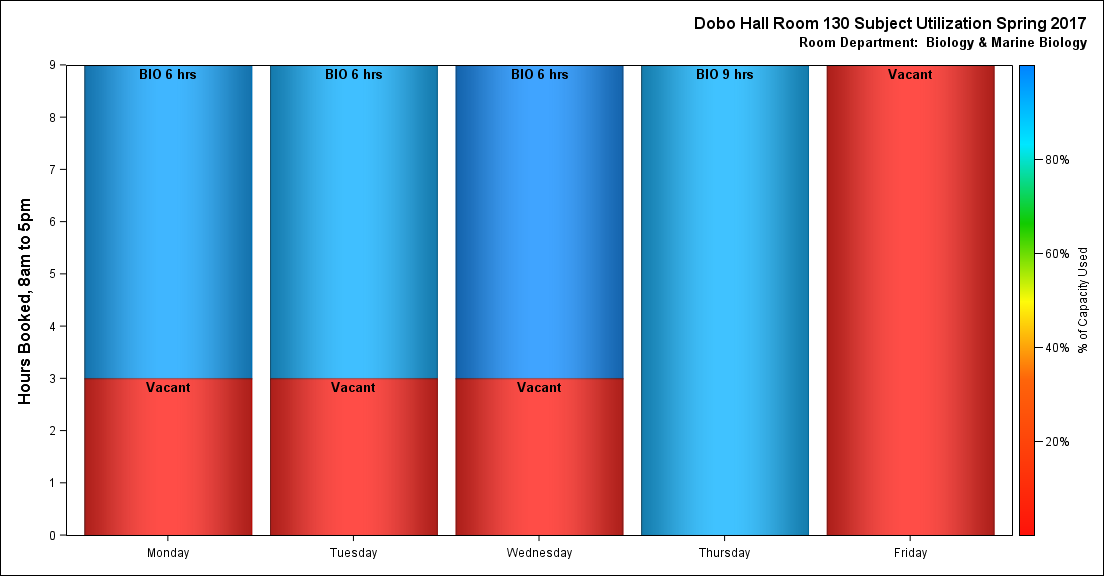 Dobo Hall Room 130 Subject Utilization Spring 2017
Room Department:  Biology & Marine Biology
Hours Booked, 8am to 5pm
9
8
7
6
5
4
3
2
1
0
BIO 6 hrs
BIO 6 hrs
BIO 6 hrs
BIO 9 hrs
Vacant
Vacant
Vacant
Vacant
Monday
Tuesday
Wednesday
Thursday
Friday
80%
60%
40%
20%
% of Capacity Used